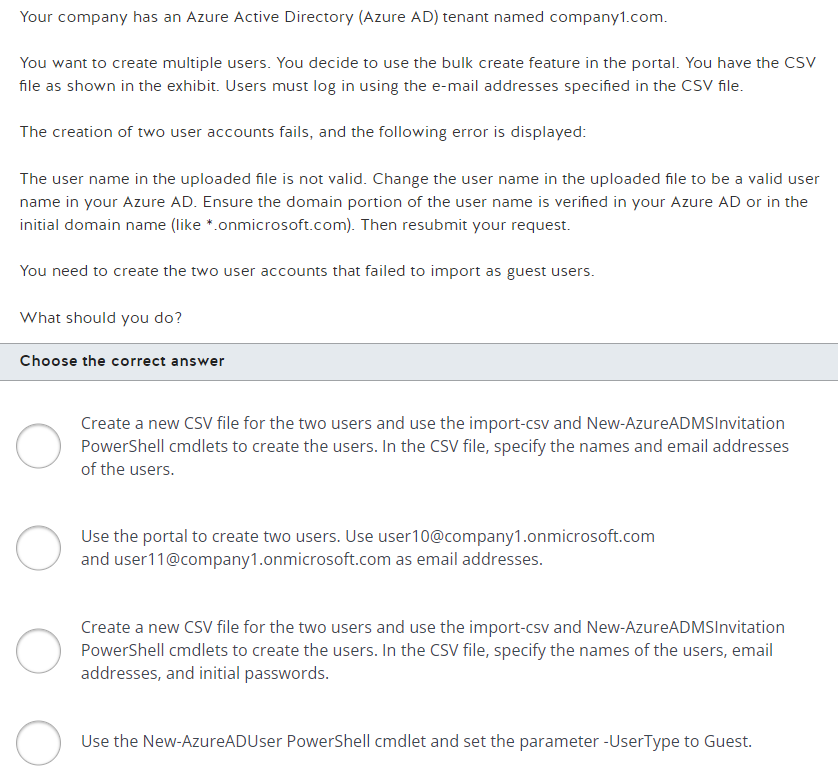 Your company has an Azure Active Directory (Azure AD) tenant named company1.com.
You want to create multiple users. You decide to use the bulk create feature in the portal. You have the CSV
file as shown in the exhibit. Users must log in using the e-mail addresses specified in the CSV file.
The creation of two user accounts fails, and the following error is displayed:
The user name in the uploaded file is not valid. Change the user name in the uploaded file to be a valid user
name in your Azure AD. Ensure the domain portion of the user name is verified in your Azure AD or in the
initial domain name (like *.onmicrosoft.com). Then resubmit your request.
You need to create the two user accounts that failed to import as guest users.
What should you do?
Choose the correct answer
Create a new CSV file for the two users and use the import-csv and New-AzureADMSInvitation
PowerShell cmdlets to create the users. In the CSV file, specify the names and email addresses
of the users.
Use the portal to create two users. Use user10@company1.onmicrosoft.com
and user11@company1.onmicrosoft.com as email addresses.
Create a new CSV file for the two users and use the import-csv and New-AzureADMSInvitation
PowerShell cmdlets to create the users. In the CSV file, specify the names of the users, email
addresses, and initial passwords.
Use the New-AzureADUser PowerShell cmdlet and set the parameter -UserType to Guest.